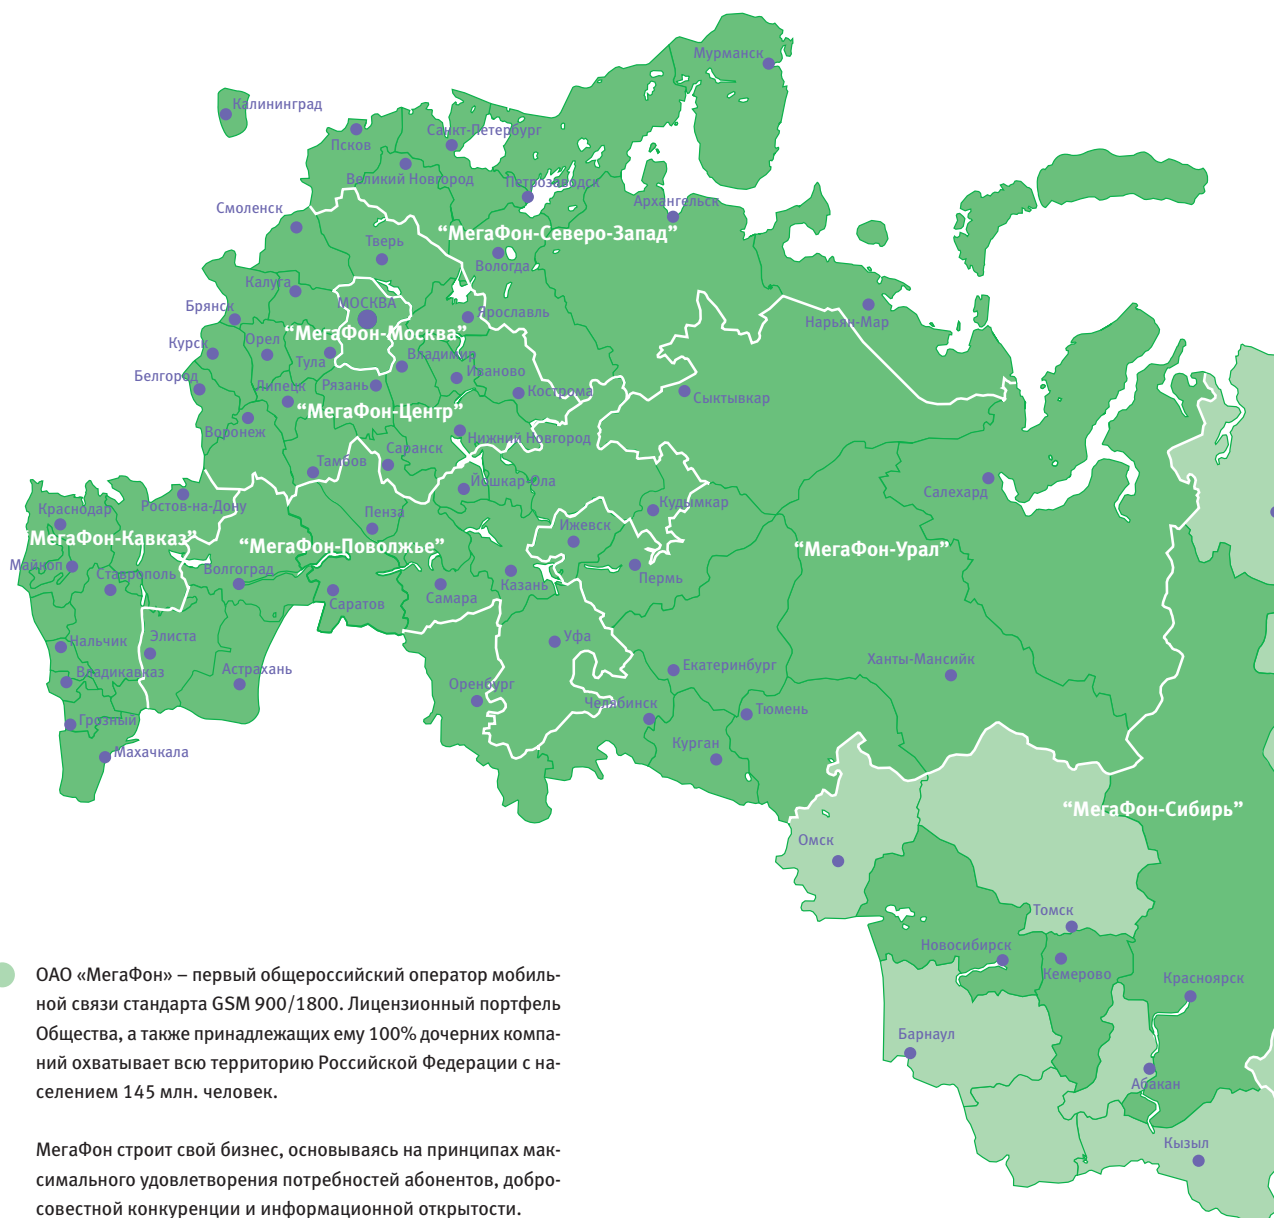 Мурманск
Калининград
Санкт-Петербург
Псков
Великий Новгород
Петрозаводск
Архангельск
Смоленск
“МегаФон-Северо-Запад”
Тверь
Вологда
Калуга
МОСКВА
Брянск
Ярославль
Нарьян-Мар
“МегаФон-Москва”
Орел
Курск
Тула
Владимир
Белгород
Иваново
Липецк
Рязань
Кострома
Сыктывкар
“МегаФон-Центр”
Воронеж
Нижний Новгород
Саранск
Тамбов
Йошкар-Ола
Салехард
Ростов-на-Дону
Краснодар
Кудымкар
Пенза
Ижевск
МегаФон-Кавказ”
“МегаФон-Поволжье”
“МегаФон-Урал”
Майкоп
Ставрополь
Волгоград
Казань
Пермь
Саратов
Самара
Нальчик
Элиста
Уфа
Владикавказ
Астрахань
Екатеринбург
Ханты-Мансийк
Оренбург
Челябинск
Тюмень
Грозный
Курган
Махачкала
“МегаФон-Сибирь”
Омск
Томск
Новосибирск
Кемерово
Красноярск
Барнаул
Абакан
Кызыл
ОАО «МегаФон» – первый общероссийский оператор мобиль-
ной связи стандарта GSM 900/1800. Лицензионный портфель
Общества, а также принадлежащих ему 100% дочерних компа-
ний охватывает всю территорию Российской Федерации с на-
селением 145 млн. человек.
МегаФон строит свой бизнес, основываясь на принципах мак-
симального удовлетворения потребностей абонентов, добро-
совестной конкуренции и информационной открытости.